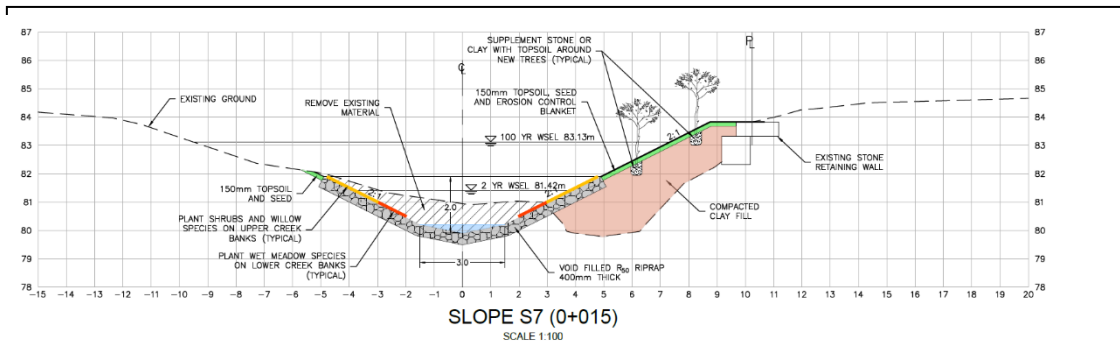 87
86
85
84
83
82
81
80
79
78
87
86
85
84
83
82
81
80
79
78
SUPPLEMENT STONE OR
CLAY WITH TOPSOIL AROUND
NEW TREES (TYPICAL)
EXISTING GROUND
REMOVE EXISTING
MATERIAL
150mm TOPSOIL, SEED
AND EROSION CONTROL
BLANKET
100 YR WSEL 83.13m
2:1
EXISTING STONE
RETAINING WALL
150mm TOPSOIL
AND SEED
2:1
2 YR WSEL 81.42m
2.0
COMPACTED
CLAY FILL
PLANT SHRUBS AND WILLOW
SPECIES ON UPPER CREEK
BANKS (TYPICAL)
PLANT WET MEADOW SPECIES
ON LOWER CREEK BANKS
(TYPICAL)
3.0
VOID FILLED R50 RIPRAP
400mm THICK
−15 −14 −13 −12 −11 −10 −9 −8 −7 −6 −5 −4 −3 −2 −1 0 1 2 3 4 5 6 7 8 9 10 11 12 13 14 15 16 17 18 19 20
SLOPE S7 (0+015)
SCALE 1:100